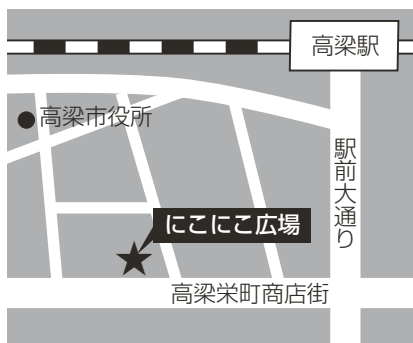 高梁駅
高梁市役所
駅前大通り
にこにこ広場
高梁栄町商店街